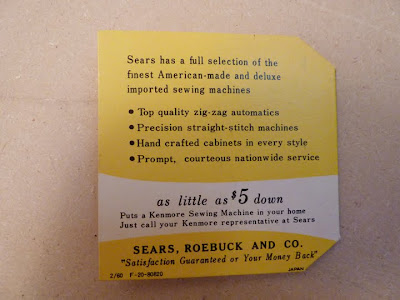 Sears has a full selection of the
finest American-made and deluxe
imported sewing machines
• Top quality zig-zag automatics
• Precision straight-stitch machines
• Hand crafted cabinets in every style
• Prompt, courteous nationwide service
as little as $5 down
Puts a Kenmore Sewing Machine in your home
Just call your Kenmore representative at Sears
SEARS, ROEBUCK AND CO.
"Satisfaction Guaranteed or Your Money Back"
2/60 F-20-80620 JAPAN